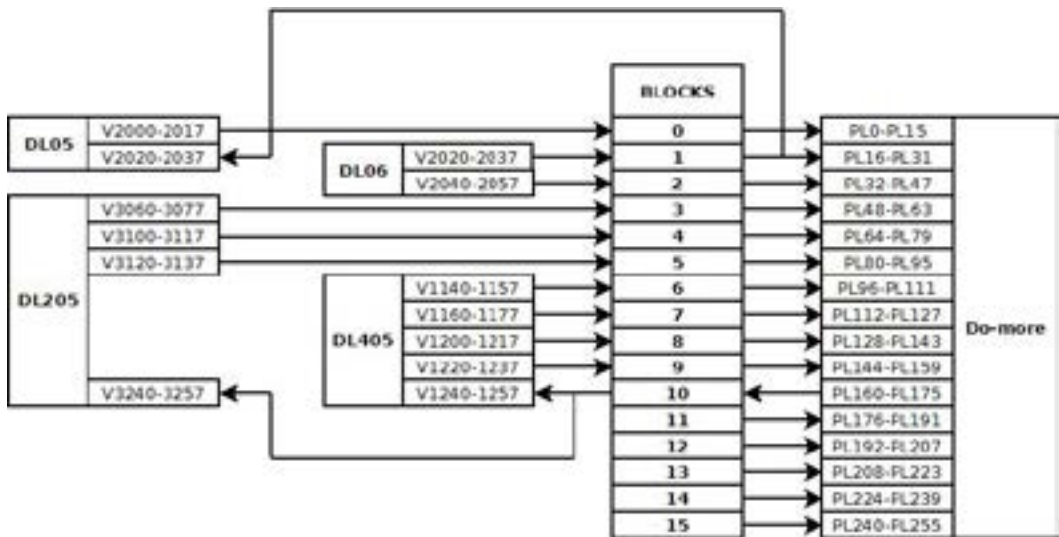 BLOCKS
DL05
V2000-2017
0
PL0-PL15
V2020-2037
DL06
V2020-2037
1
PL16-PL31
V2040-2057
2
PL32-PL47
DL205
V3060-3077
3
PL48-PL63
V3100-3117
4
PL64-PL79
V3120-3137
5
PL80-PL95
DL405
V1140-1157
6
PL96-PL111
V1160-1177
7
PL112-PL127
Do-more
V1200-1217
8
PL128-PL143
V1220-1237
9
PL144-PL159
V3240-3257
V1240-1257
10
PL160-PL175
11
PL176-PL191
12
PL192-PL207
13
PL208-PL223
14
PL224-PL239
15
PL240-PL255